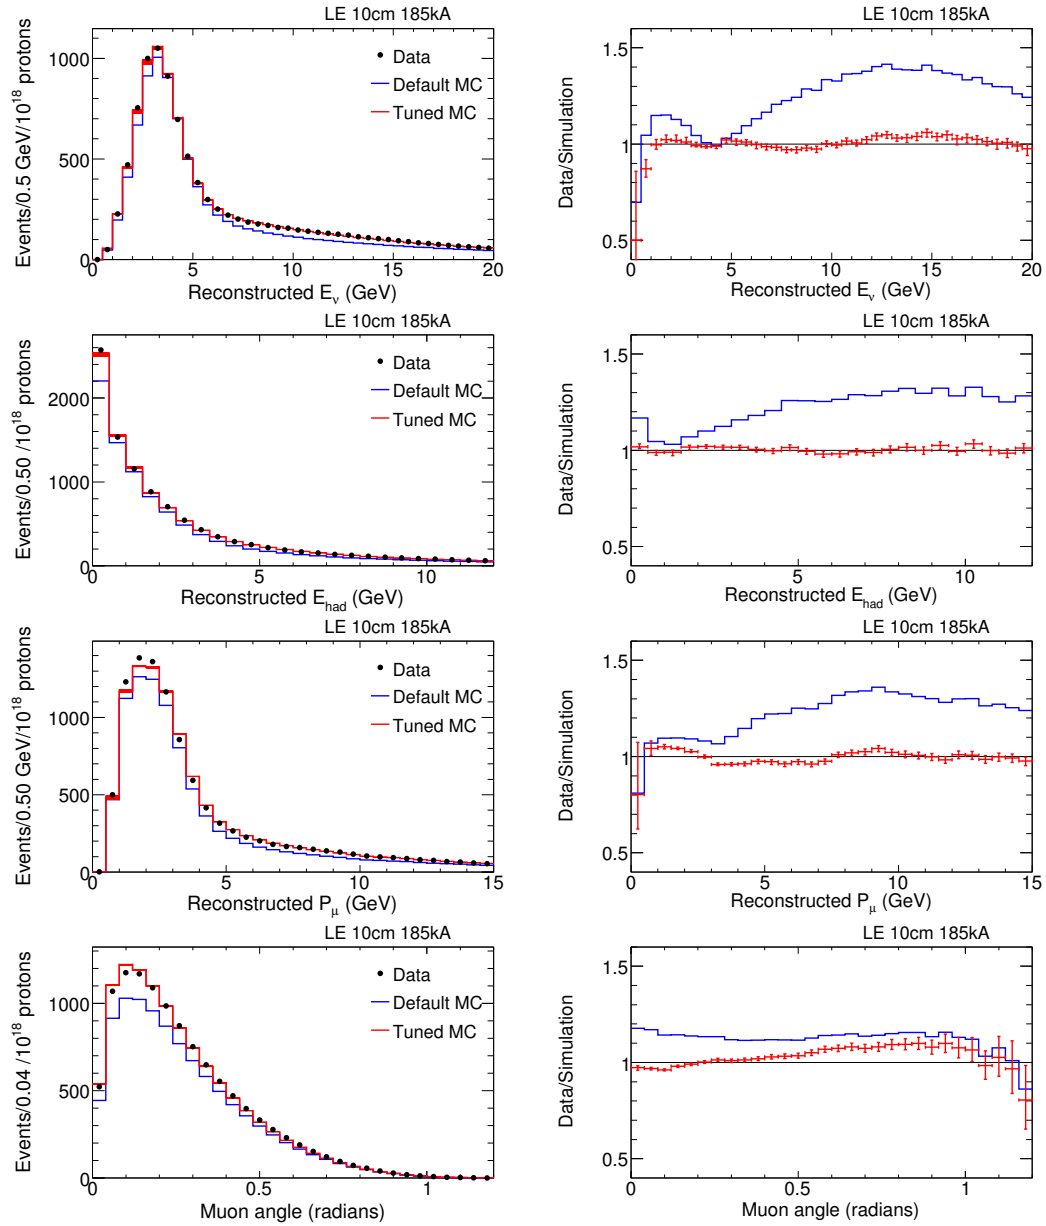 LE 10cm 185kA
Events/0.5 GeV/10^18 protons
1000
500
0
Data
Default MC
Tuned MC
0 5 10 15 20
Reconstructed E_ν (GeV)
LE 10cm 185kA
Data/Simulation
1.5
1
0.5
0 5 10 15 20
Reconstructed E_ν (GeV)
LE 10cm 185kA
Events/0.50 /10^18 protons
2000
1000
0
Data
Default MC
Tuned MC
0 5 10
Reconstructed E_had (GeV)
LE 10cm 185kA
Data/Simulation
1.5
1
0.5
0 5 10
Reconstructed E_had (GeV)
LE 10cm 185kA
Events/0.50 GeV/10^18 protons
1000
500
0
Data
Default MC
Tuned MC
0 5 10 15
Reconstructed P_μ (GeV)
LE 10cm 185kA
Data/Simulation
1.5
1
0.5
0 5 10 15
Reconstructed P_μ (GeV)
LE 10cm 185kA
Events/0.04 /10^18 protons
1000
500
0
Data
Default MC
Tuned MC
0 0.5 1
Muon angle (radians)
LE 10cm 185kA
Data/Simulation
1.5
1
0.5
0 0.5 1
Muon angle (radians)